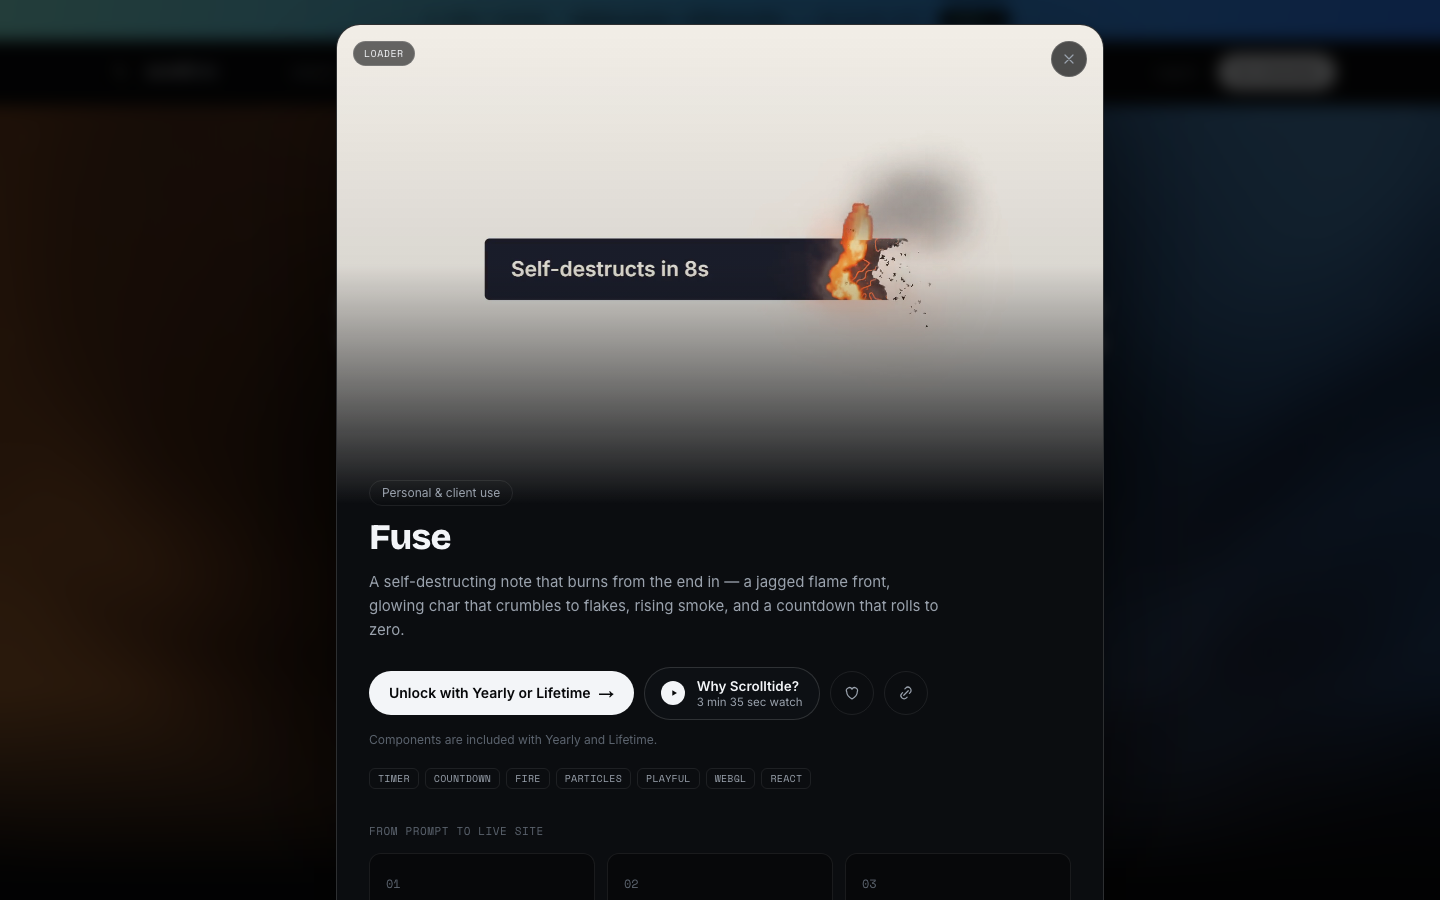 LOADER
Self-destructs in 8s
Personal & client use
Fuse
A self-destructing note that burns from the end in — a jagged flame front,
glowing char that crumbles to flakes, rising smoke, and a countdown that rolls to
zero.
Unlock with Yearly or Lifetime →
Why Scrolltide?
3 min 35 sec watch
Components are included with Yearly and Lifetime.
TIMER COUNTDOWN FIRE PARTICLES PLAYFUL WEBGL REACT
FROM PROMPT TO LIVE SITE
01 02 03